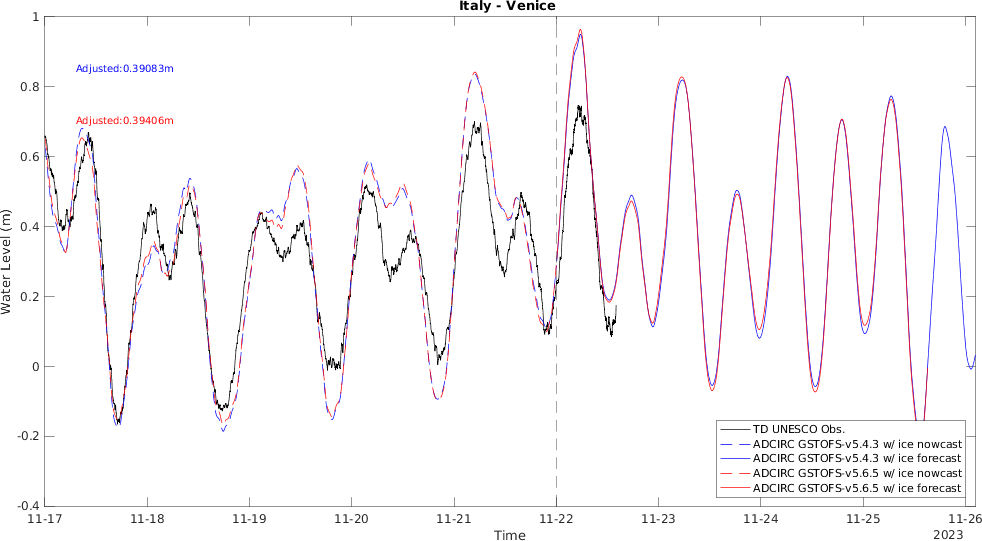 Italy - Venice
1
0.8
0.6
0.4
0.2
0
-0.2
-0.4
Water Level (m)
Adjusted:0.39083m
Adjusted:0.39406m
TD UNESCO Obs.
ADCIRC GSTOFS-v5.4.3 w/ ice nowcast
ADCIRC GSTOFS-v5.4.3 w/ ice forecast
ADCIRC GSTOFS-v5.6.5 w/ ice nowcast
ADCIRC GSTOFS-v5.6.5 w/ ice forecast
11-17 11-18 11-19 11-20 11-21 11-22 11-23 11-24 11-25 11-26
Time
2023